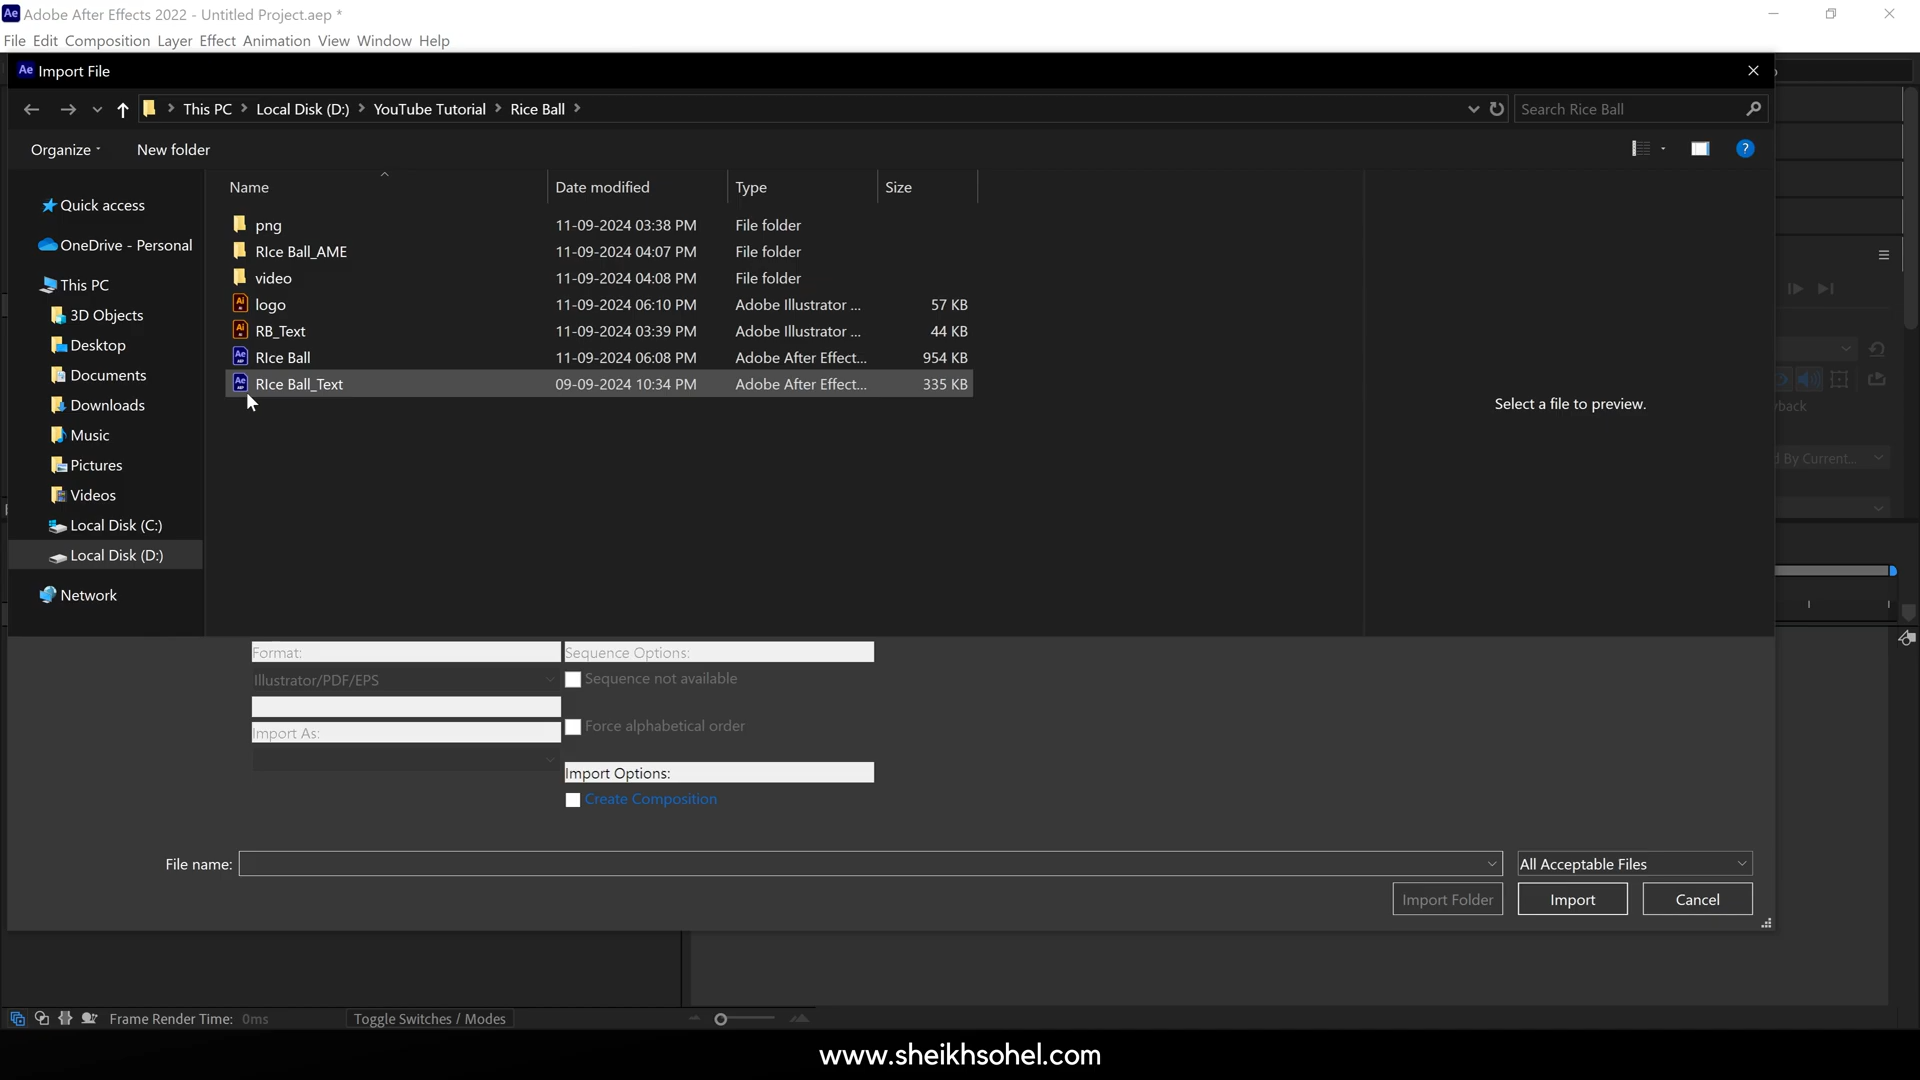 Adobe After Effects 2022 - Untitled Project.aep *
File Edit Composition Layer Effect Animation View Window Help
Import File
This PC Local Disk (D:) YouTube Tutorial Rice Ball
Search Rice Ball
Organize New folder
Name Date modified Type Size
Quick access
OneDrive - Personal
This PC
3D Objects
Desktop
Documents
Downloads
Music
Pictures
Videos
Local Disk (C:)
Local Disk (D:)
Network
png 11-09-2024 03:38 PM File folder
RIce Ball_AME 11-09-2024 04:07 PM File folder
video 11-09-2024 04:08 PM File folder
logo 11-09-2024 06:10 PM Adobe Illustrator ... 57 KB
RB_Text 11-09-2024 03:39 PM Adobe Illustrator ... 44 KB
RIce Ball 11-09-2024 06:08 PM Adobe After Effect... 954 KB
RIce Ball_Text 09-09-2024 10:34 PM Adobe After Effect... 335 KB
Select a file to preview.
back
d By Current...
Format:
Illustrator/PDF/EPS
Import As:
Sequence Options:
Sequence not available
Force alphabetical order
Import Options:
Create Composition
File name:
All Acceptable Files
Import Folder Import Cancel
Frame Render Time: 0ms
Toggle Switches / Modes
www.sheikhsohel.com